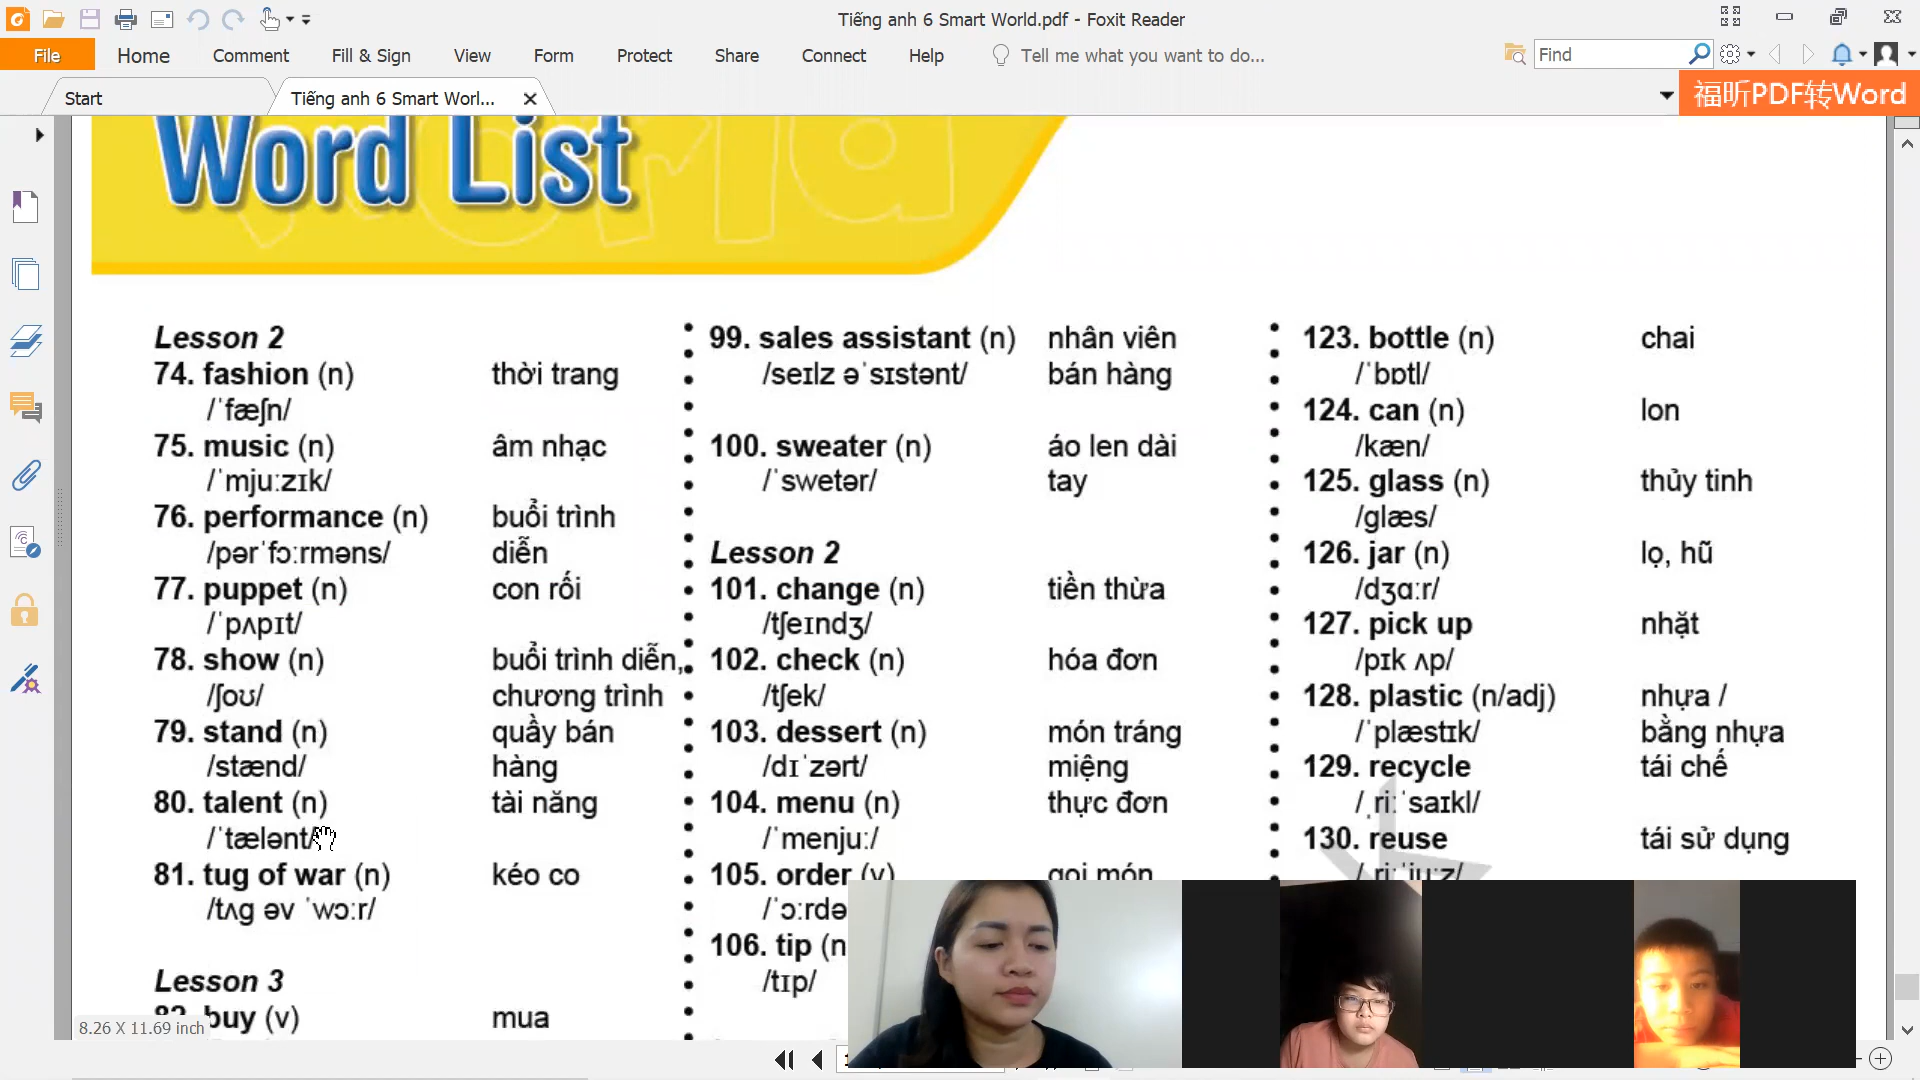 Tiếng anh 6 Smart World.pdf - Foxit Reader
File Home Comment Fill & Sign View Form Protect Share Connect Help Tell me what you want to do... Find
Start Tiếng anh 6 Smart Worl... 福昕PDF转Word
Word List
Lesson 2
74. fashion (n) thời trang
/ˈfæʃn/
75. music (n) âm nhạc
/ˈmjuːzɪk/
76. performance (n) buổi trình
/pərˈfɔːrməns/ diễn
77. puppet (n) con rối
/ˈpʌpɪt/
78. show (n) buổi trình diễn,
/ʃoʊ/ chương trình
79. stand (n) quầy bán
/stænd/ hàng
80. talent (n) tài năng
/ˈtælənt/
81. tug of war (n) kéo co
/tʌg əv ˈwɔːr/
Lesson 3
82. buy (v) mua
99. sales assistant (n) nhân viên
/seɪlz əˈsɪstənt/ bán hàng
100. sweater (n) áo len dài
/ˈswetər/ tay
Lesson 2
101. change (n) tiền thừa
/tʃeɪndʒ/
102. check (n) hóa đơn
/tʃek/
103. dessert (n) món tráng
/dɪˈzərt/ miệng
104. menu (n) thực đơn
/ˈmenjuː/
105. order (v) gọi món
/ˈɔːrdə
106. tip (n
/tɪp/
123. bottle (n) chai
/ˈbɒtl/
124. can (n) lon
/kæn/
125. glass (n) thủy tinh
/glæs/
126. jar (n) lọ, hũ
/dʒɑːr/
127. pick up nhặt
/pɪk ʌp/
128. plastic (n/adj) nhựa /
/ˈplæstɪk/ bằng nhựa
129. recycle tái chế
/ˌriːˈsaɪkl/
130. reuse tái sử dụng
/ˌriːˈjuːz/
8.26 X 11.69 inch